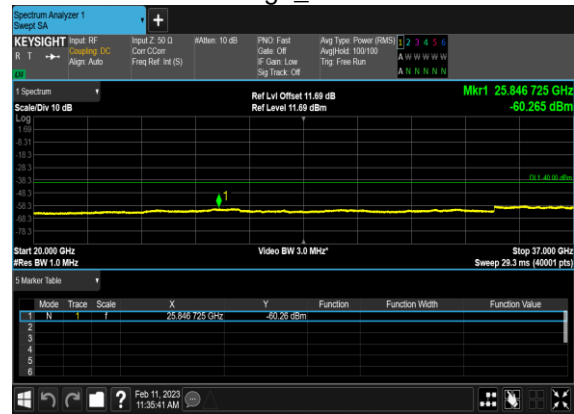 Spectrum Analyzer 1
Swept SA
+
KEYSIGHT Input: RF Input Z: 50 Ω #Atten: 10 dB PNO: Fast Avg Type: Power (RMS) 1 2 3 4 5 6
R T Coupling: DC Corr CCorr Gate: Off Avg|Hold: 100/100 A W W W W W
Align: Auto Freq Ref: Int (S) IF Gain: Low Trig: Free Run
LXI Sig Track: Off A N N N N N
1 Spectrum Ref Lvl Offset 11.69 dB Mkr1 25.846 725 GHz
Scale/Div 10 dB Ref Level 11.69 dBm -60.265 dBm
Log
1.69
-8.31
-18.3
-28.3
-38.3 DL1 -40.00 dBm
-48.3
1
-58.3
-68.3
-78.3
Start 20.000 GHz Video BW 3.0 MHz* Stop 37.000 GHz
#Res BW 1.0 MHz Sweep 29.3 ms (40001 pts)
5 Marker Table
Mode Trace Scale X Y Function Function Width Function Value
1 N 1 f 25.846 725 GHz -60.26 dBm
2
3
4
5
6
? Feb 11, 2023
11:35:41 AM